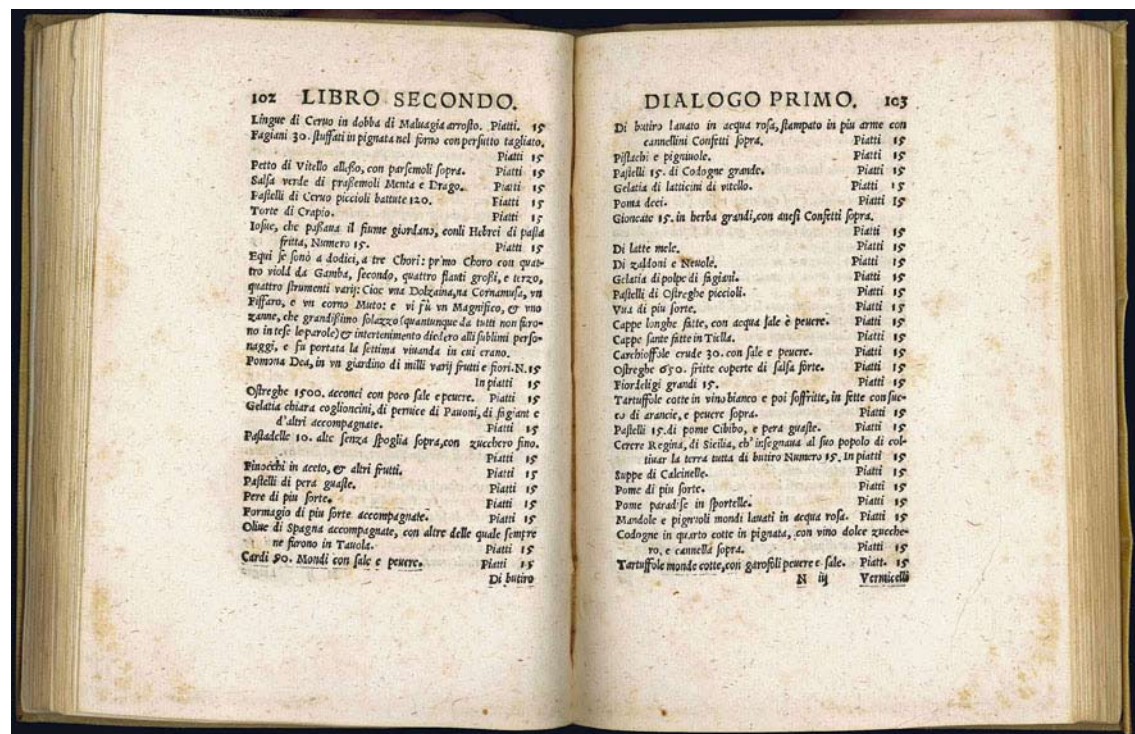 102 LIBRO SECONDO.
Lingue di Ceruo in dobba di Maluagia arrosto. Piatti. 15
Fagiani 30. stuffati in pignata nel forno con persutto tagliato.
Piatti 15
Petto di Vitello allesso, con parsemoli sopra. Piatti 15
Salsa verde di prassemoli Menta e Drago. Piatti 15
Pastelli di Ceruo piccioli battute 120. Piatti 15
Torte di Crapio. Piatti 15
Iosue, che passaua il fiume giordano, conli Hebrei di pasta
fritta, Numero 15. Piatti 15
Equi se sonò a dodici, a tre Chori: primo Choro con quat-
tro viole da Gamba, secondo, quattro flauti grossi, e terzo,
quattro strumenti varij: Cioe vna Dolzaina, na Cornamusa, vn
Piffaro, e vn corno Muto: e vi fù vn Magnifico, & vno
zanne, che grandissimo solazzo (quantunque da tutti non furo-
no intese le parole) & intertenimento diedero alli sublimi perso-
naggi, e fu portata la settima viuanda in cui erano.
Pomona Dea, in vn giardino di milli varij frutti e fiori. N. 15
In piatti 15
Ostreghe 1500. acconci con poco sale e peuere. Piatti 15
Gelatia chiara coglioncini, di pernice di Pauoni, di fagiani e
d'altri accompagnate. Piatti 15
Pastadelle 10. alte senza spoglia sopra, con zucchero fino.
Piatti 15
Finocchi in aceto, & altri frutti. Piatti 15
Pastelli di pera guaste. Piatti 15
Pere di piu sorte. Piatti 15
Formagio di piu sorte accompagnate. Piatti 15
Oliue di Spagna accompagnate, con altre delle quale sempre
ne furono in Tauola. Piatti 15
Cardi 50. Mondi con sale e peuere. Piatti 15
Di butiro
DIALOGO PRIMO. 103
Di butiro lauato in acqua rosa, stampato in piu arme con
cannellini Confetti sopra. Piatti 15
Pistachi e pigniuole. Piatti 15
Pastelli 15. di Codogne grande. Piatti 15
Gelatia di latticini di vitello. Piatti 15
Poma deci. Piatti 15
Gioncate 15. in herba grandi, con anesi Confetti sopra.
Piatti 15
Di latte mele. Piatti 15
Di zaldoni e Neuole. Piatti 15
Gelatia di polpe di fagiani. Piatti 15
Pastelli di Ostreghe piccioli. Piatti 15
Vua di piu sorte. Piatti 15
Cappe longhe fatte, con acqua sale è peuere. Piatti 15
Cappe sante fatte in Tiella. Piatti 15
Carchioffole crude 30. con sale e peuere. Piatti 15
Ostreghe 650. fritte coperte di salsa forte. Piatti 15
Fiordeligi grandi 15. Piatti 15
Tartuffole cotte in vino bianco e poi soffritte, in fette con suc-
co di arancie, e peuere sopra. Piatti 15
Pastelli 15. di pome Cibibo, e pera guaste. Piatti 15
Cerere Regina, di Sicilia, ch'insegnaua al suo popolo di col-
tiuar la terra tutta di butiro Numero 15. In piatti 15
Suppe di Calcinelle. Piatti 15
Pome di piu sorte. Piatti 15
Pome paradise in sportelle. Piatti 15
Mandole e pigniuoli mondi lauati in acqua rosa. Piatti 15
Codogne in quarto cotte in pignata, con vino dolce zucche-
ro, e cannella sopra. Piatti 15
Tartuffole monde cotte, con garofoli peuere e sale. Piatt. 15
N iij Vermicelli